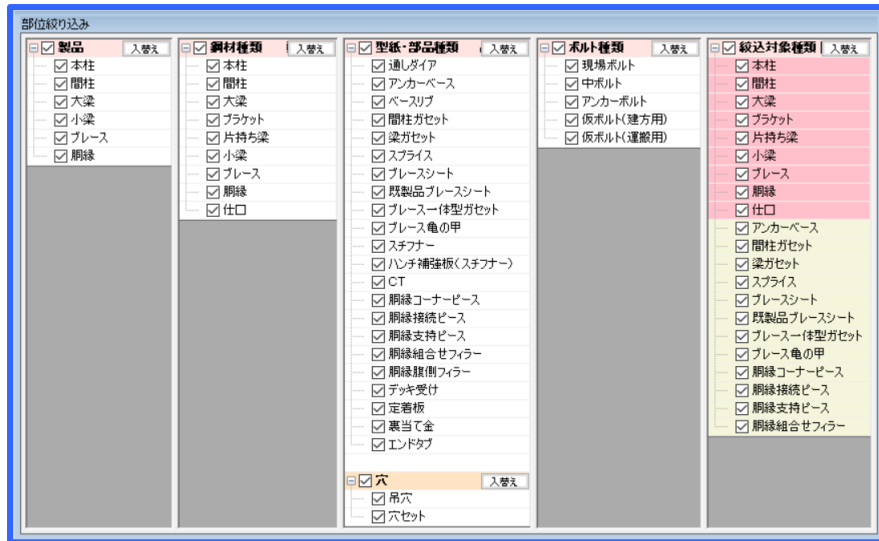 部位絞り込み
製品 入替え
本柱
間柱
大梁
小梁
ブレース
胴縁
鋼材種類 入替え
本柱
間柱
大梁
ブラケット
片持ち梁
小梁
ブレース
胴縁
仕口
型紙・部品種類 入替え
通しダイア
アンカーベース
ベースリブ
間柱ガセット
梁ガセット
スプライス
ブレースシート
既製品ブレースシート
ブレース一体型ガセット
ブレース亀の甲
スチフナー
ハンチ補強板(スチフナー)
CT
胴縁コーナーピース
胴縁接続ピース
胴縁支持ピース
胴縁組合せフィラー
胴縁腹側フィラー
デッキ受け
定着板
裏当て金
エンドタブ
穴 入替え
吊穴
穴セット
ボルト種類 入替え
現場ボルト
中ボルト
アンカーボルト
仮ボルト(建方用)
仮ボルト(運搬用)
絞込対象種類 入替え
本柱
間柱
大梁
ブラケット
片持ち梁
小梁
ブレース
胴縁
仕口
アンカーベース
間柱ガセット
梁ガセット
スプライス
ブレースシート
既製品ブレースシート
ブレース一体型ガセット
ブレース亀の甲
胴縁コーナーピース
胴縁接続ピース
胴縁支持ピース
胴縁組合せフィラー